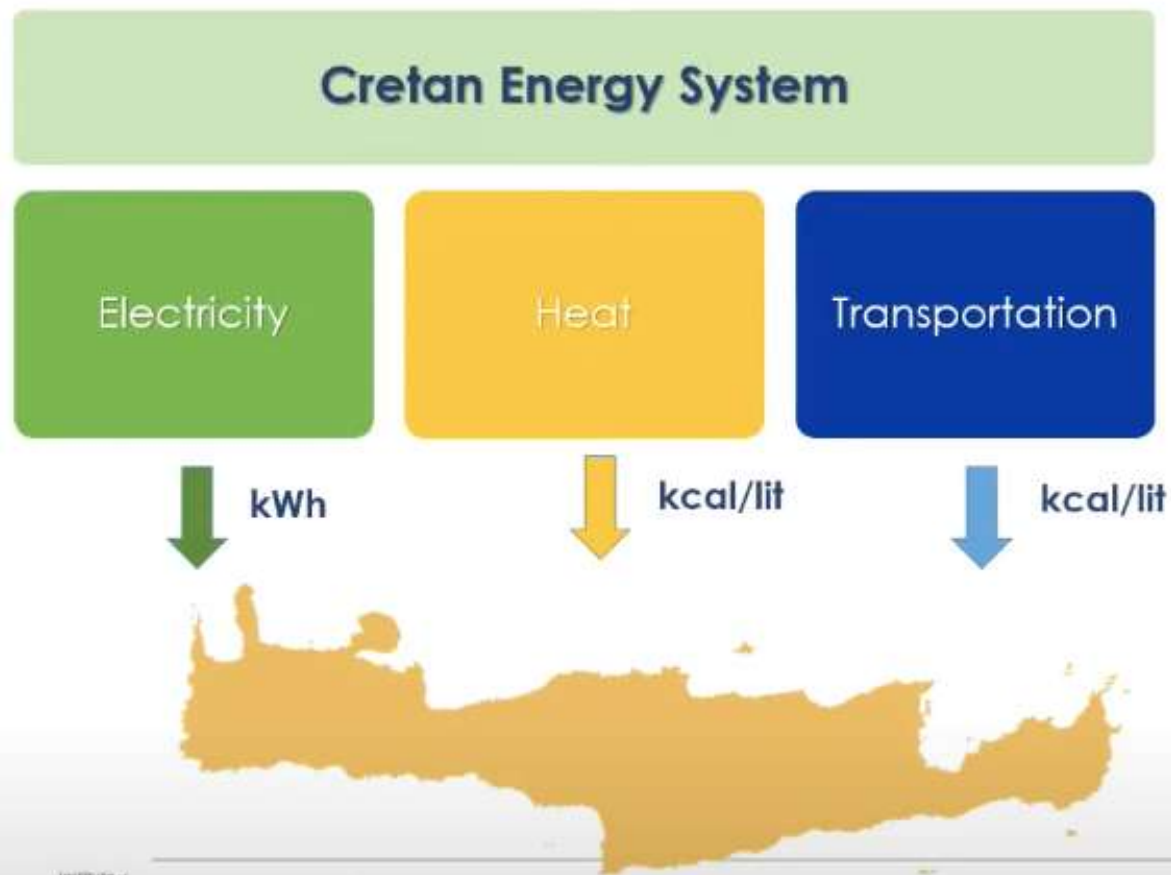 Cretan Energy System
Electricity
Heat
Transportation
kWh
kcal/lit
kcal/lit